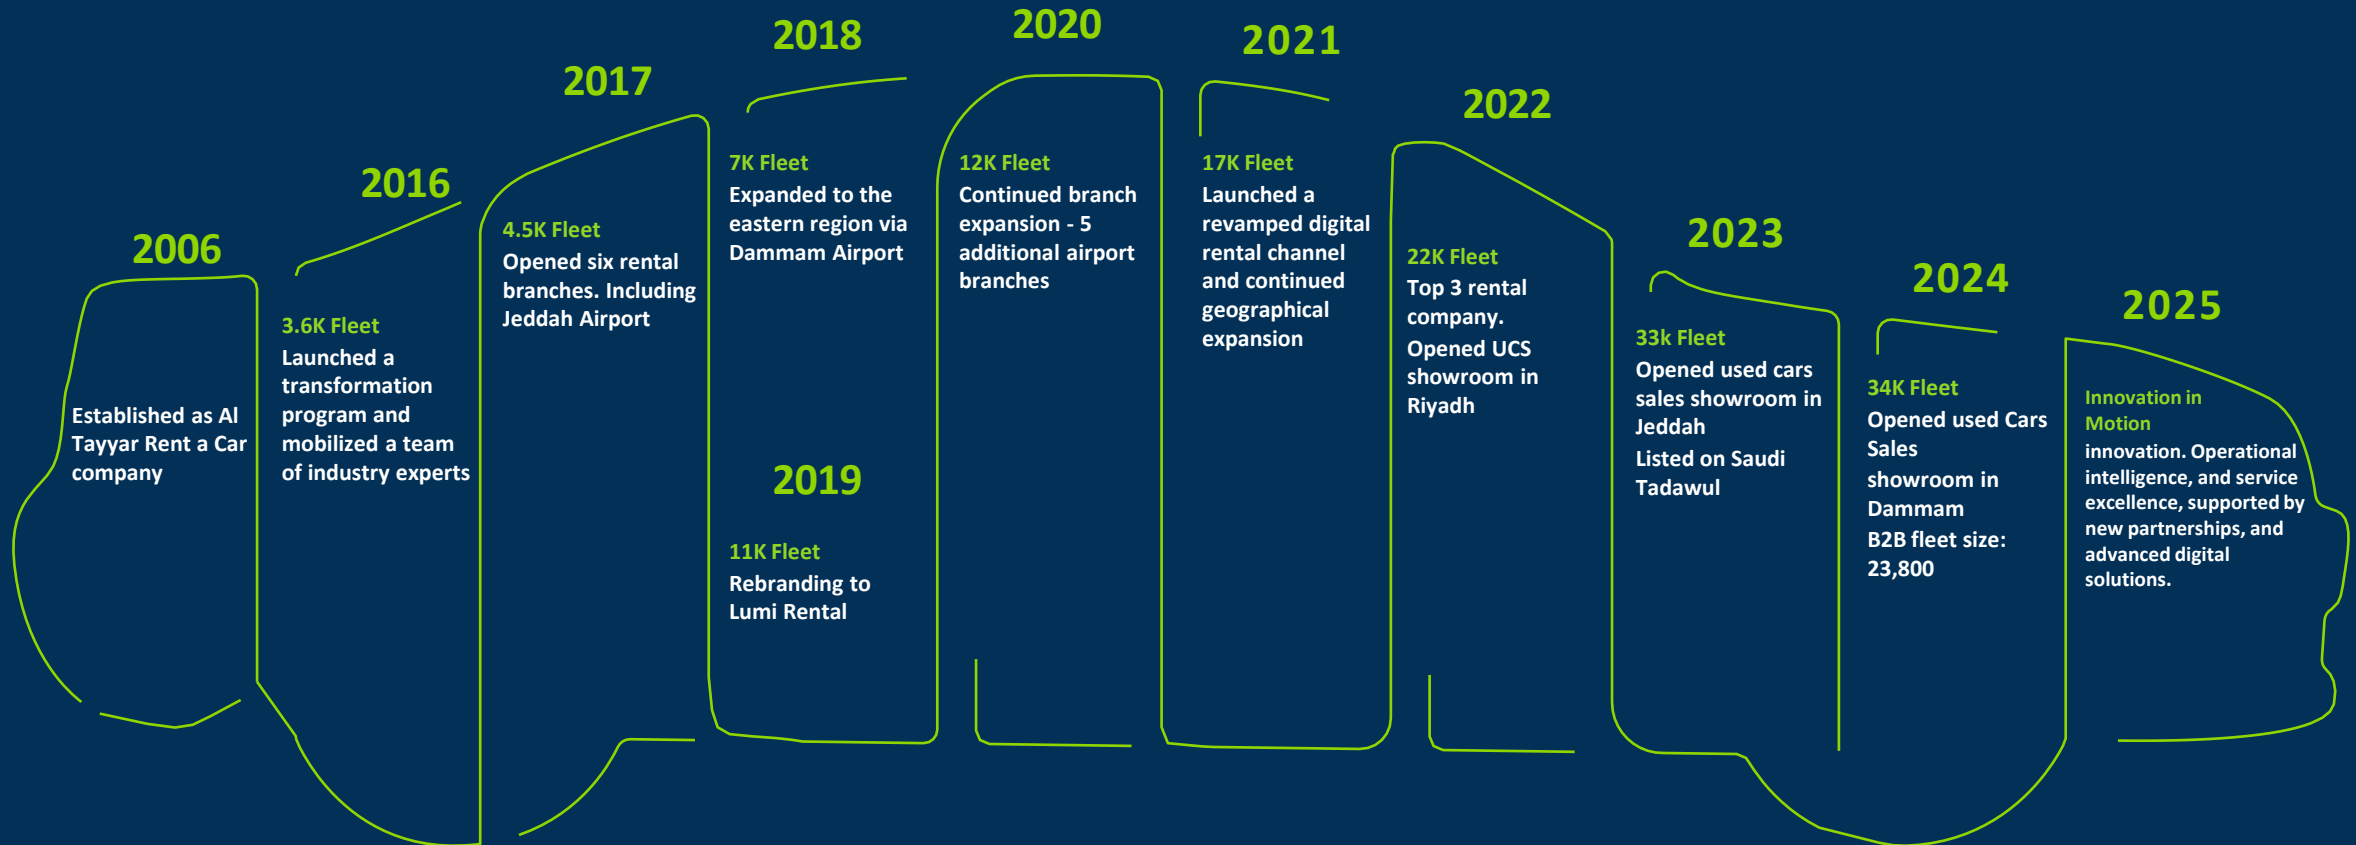 2006
Established as Al
Tayyar Rent a Car
company
2016
3.6K Fleet
Launched a
transformation
program and
mobilized a team
of industry experts
2017
4.5K Fleet
Opened six rental
branches. Including
Jeddah Airport
2018
7K Fleet
Expanded to the
eastern region via
Dammam Airport
2019
11K Fleet
Rebranding to
Lumi Rental
2020
12K Fleet
Continued branch
expansion - 5
additional airport
branches
2021
17K Fleet
Launched a
revamped digital
rental channel
and continued
geographical
expansion
2022
22K Fleet
Top 3 rental
company.
Opened UCS
showroom in
Riyadh
2023
33k Fleet
Opened used cars
sales showroom in
Jeddah
Listed on Saudi
Tadawul
2024
34K Fleet
Opened used Cars
Sales
showroom in
Dammam
B2B fleet size:
23,800
2025
Innovation in
Motion
innovation. Operational
intelligence, and service
excellence, supported by
new partnerships, and
advanced digital
solutions.